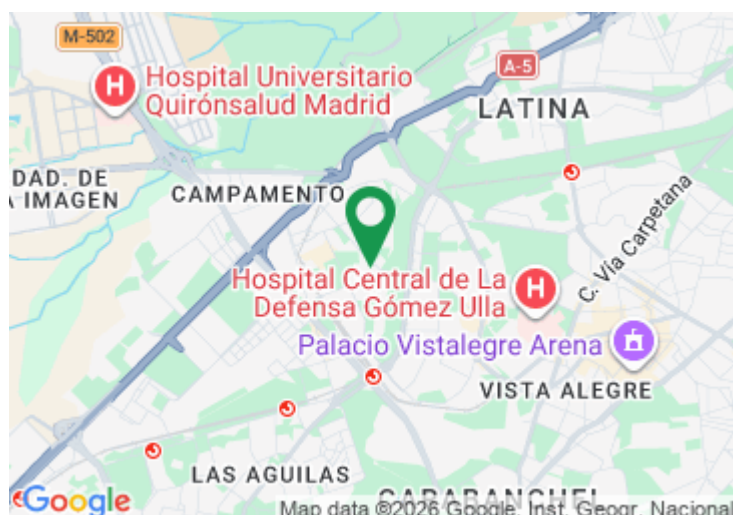 M-502
A-5
H
Hospital Universitario
Quirónsalud Madrid
LATINA
DAD. DE
IMAGEN
CAMPAMENTO
C. Vía Carpetana
Hospital Central de La
Defensa Gómez Ulla
H
Palacio Vistalegre Arena
VISTA ALEGRE
LAS AGUILAS
CARABANCHEL
Google
Map data ©2026 Google, Inst. Geogr. Nacional